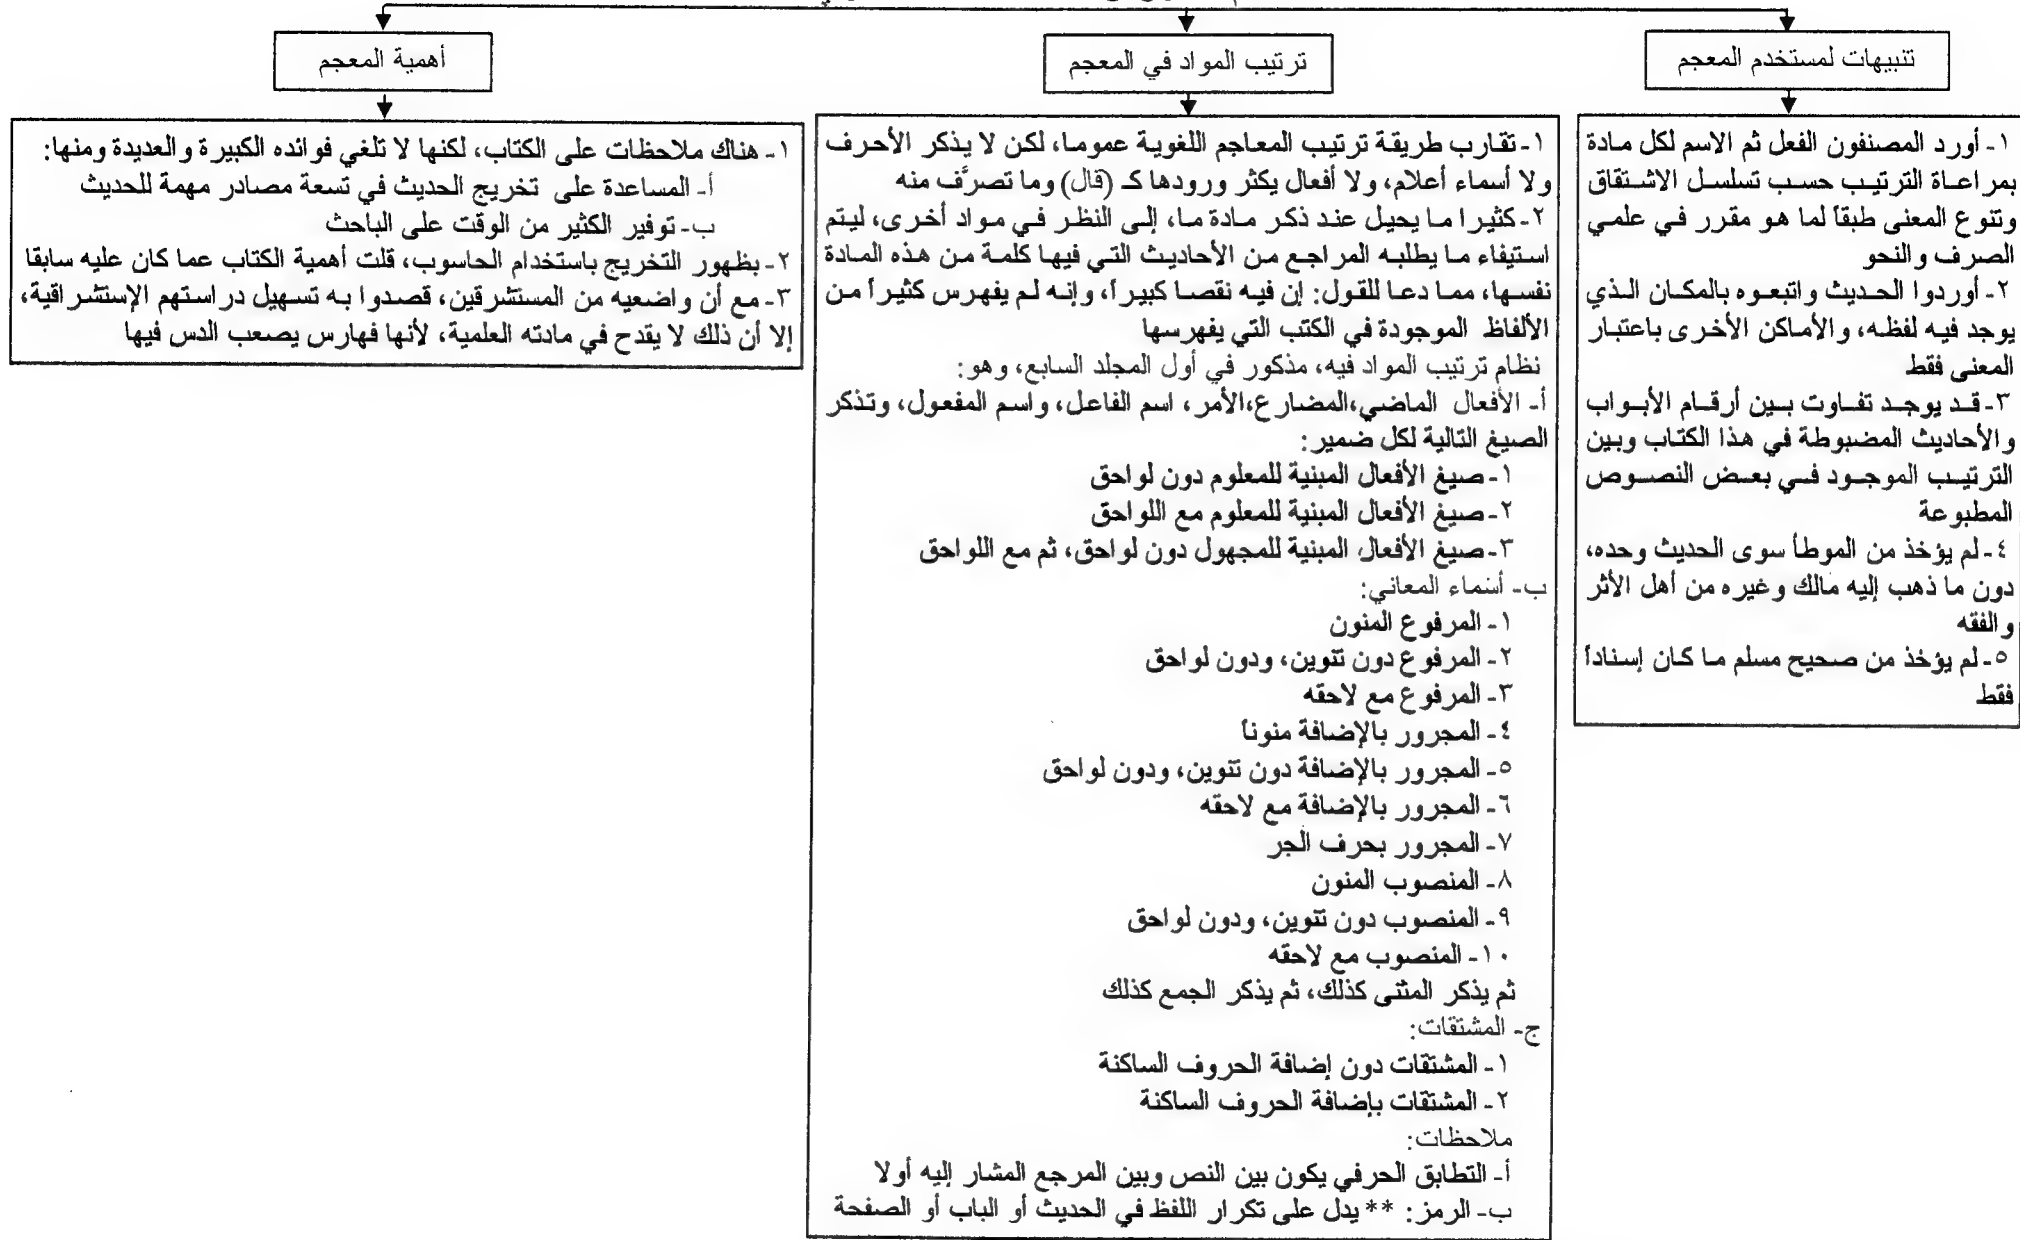 تنبيهات لمستخدم المعجم
١- أورد المصنفون الفعل ثم الاسم لكل مادة
بمراعاة الترتيب حسب تسلسل الاشتقاق
وتنوع المعنى طبقاً لما هو مقرر في علمي
الصرف والنحو
٢- أوردوا الحديث واتبعوه بالمكان الذي
يوجد فيه لفظه، والأماكن الأخرى باعتبار
المعنى فقط
٣- قد يوجد تفاوت بين أرقام الأبواب
والأحاديث المضبوطة في هذا الكتاب وبين
الترتيب الموجود في بعض النصوص
المطبوعة
٤- لم يؤخذ من الموطأ سوى الحديث وحده،
دون ما ذهب إليه مالك وغيره من أهل الأثر
والفقه
٥- لم يؤخذ من صحيح مسلم ما كان إسناداً
فقط
ترتيب المواد في المعجم
١- تقارب طريقة ترتيب المعاجم اللغوية عموما، لكن لا يذكر الأحرف
ولا أسماء أعلام، ولا أفعال يكثر ورودها كـ (قال) وما تصرَّف منه
٢- كثيرا ما يحيل عند ذكر مادة ما، إلى النظر في مواد أخرى، ليتم
استيفاء ما يطلبه المراجع من الأحاديث التي فيها كلمة من هذه المادة
نفسها، مما دعا للقول: إن فيه نقصا كبيراً، وإنه لم يفهرس كثيراً من
الألفاظ الموجودة في الكتب التي يفهرسها
نظام ترتيب المواد فيه، مذكور في أول المجلد السابع، وهو:
أ- الأفعال الماضي،المضارع،الأمر، اسم الفاعل، واسم المفعول، وتذكر
الصيغ التالية لكل ضمير:
١- صيغ الأفعال المبنية للمعلوم دون لواحق
٢- صيغ الأفعال المبنية للمعلوم مع اللواحق
٣- صيغ الأفعال المبنية للمجهول دون لواحق، ثم مع اللواحق
ب- أسماء المعاني:
١- المرفوع المنون
٢- المرفوع دون تنوين، ودون لواحق
٣- المرفوع مع لاحقه
٤- المجرور بالإضافة منوناً
٥- المجرور بالإضافة دون تنوين، ودون لواحق
٦- المجرور بالإضافة مع لاحقه
٧- المجرور بحرف الجر
٨- المنصوب المنون
٩- المنصوب دون تنوين، ودون لواحق
١٠- المنصوب مع لاحقه
ثم يذكر المثنى كذلك، ثم يذكر الجمع كذلك
ج- المشتقات:
١- المشتقات دون إضافة الحروف الساكنة
٢- المشتقات بإضافة الحروف الساكنة
ملاحظات:
أ- التطابق الحرفي يكون بين النص وبين المرجع المشار إليه أولا
ب- الرمز: ** يدل على تكرار اللفظ في الحديث أو الباب أو الصفحة
أهمية المعجم
١- هناك ملاحظات على الكتاب، لكنها لا تلغي فوائده الكبيرة والعديدة ومنها:
أ- المساعدة على تخريج الحديث في تسعة مصادر مهمة للحديث
ب- توفير الكثير من الوقت على الباحث
٢- بظهور التخريج باستخدام الحاسوب، قلت أهمية الكتاب عما كان عليه سابقا
٣- مع أن واضعيه من المستشرقين، قصدوا به تسهيل دراستهم الإستشراقية،
إلا أن ذلك لا يقدح في مادته العلمية، لأنها فهارس يصعب الدس فيها